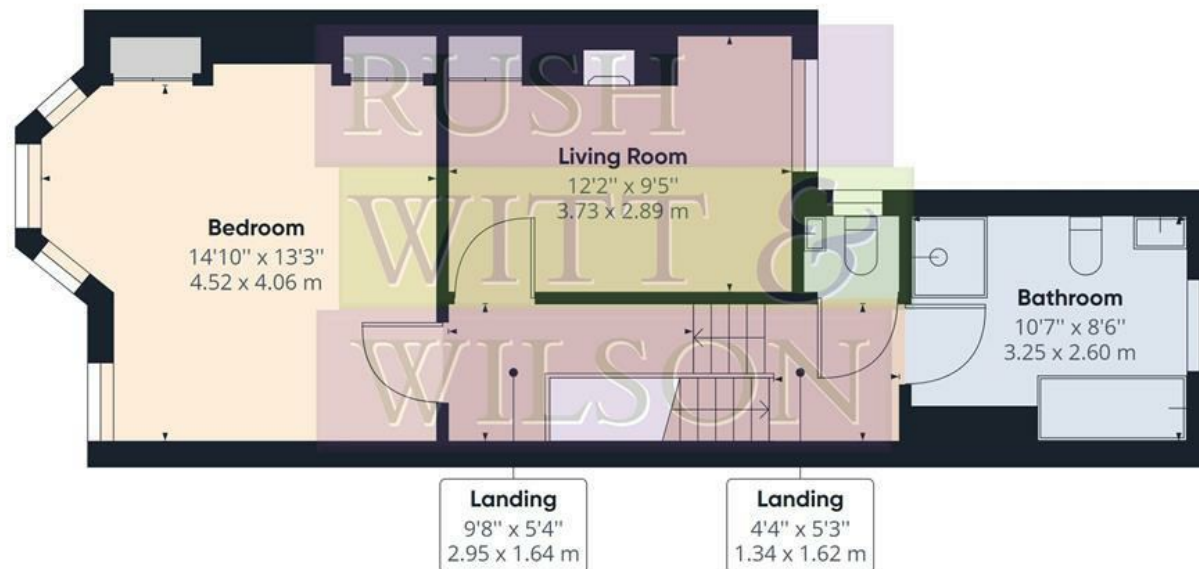 RUSH
WITT &
WILSON
Bedroom
14'10'' x 13'3''
4.52 x 4.06 m
Living Room
12'2'' x 9'5''
3.73 x 2.89 m
Bathroom
10'7'' x 8'6''
3.25 x 2.60 m
Landing
9'8'' x 5'4''
2.95 x 1.64 m
Landing
4'4'' x 5'3''
1.34 x 1.62 m